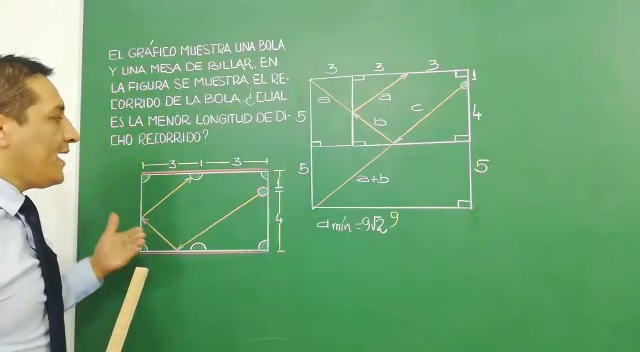 EL GRÁFICO MUESTRA UNA BOLA
Y UNA MESA DE BILLAR. EN
LA FIGURA SE MUESTRA EL RE-
CORRIDO DE LA BOLA ¿CUAL
ES LA MENOR LONGITUD DE DI-
CHO RECORRIDO?
3 3
1
4
3 3 3
1
a a c
5 b 4
5 a+b 5
dmín=9√2 9